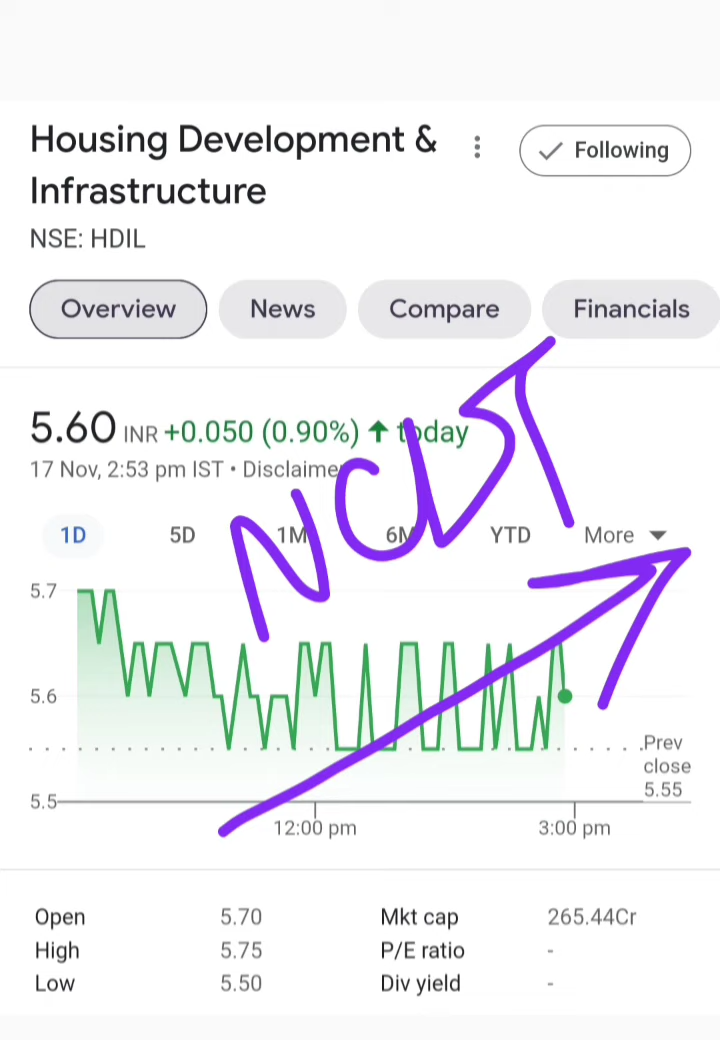 Housing Development &
Infrastructure
Following
NSE: HDIL
Overview News Compare Financials
5.60 INR +0.050 (0.90%) ↑ today
17 Nov, 2:53 pm IST • Disclaimer
NCLT
1D 5D 1M 6M YTD More
5.7
5.6
5.5
Prev
close
5.55
12:00 pm 3:00 pm
Open 5.70 Mkt cap 265.44Cr
High 5.75 P/E ratio -
Low 5.50 Div yield -